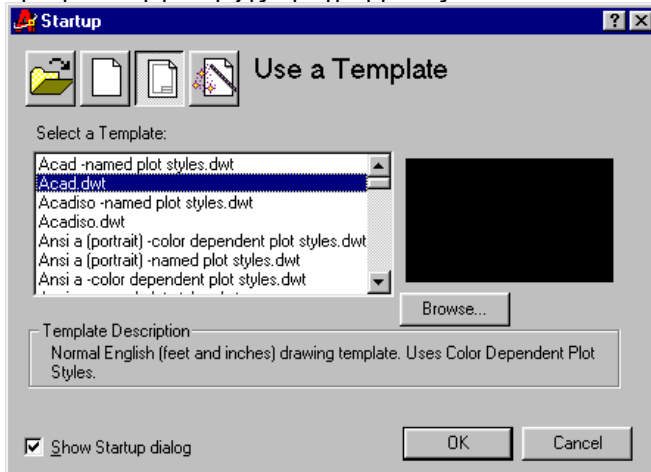 Startup
Use a Template
Select a Template:
Acad -named plot styles.dwt
Acad.dwt
Acadiso -named plot styles.dwt
Acadiso.dwt
Ansi a (portrait) -color dependent plot styles.dwt
Ansi a (portrait) -named plot styles.dwt
Ansi a -color dependent plot styles.dwt
Browse...
Template Description
Normal English (feet and inches) drawing template. Uses Color Dependent Plot
Styles.
Show Startup dialog
OK
Cancel